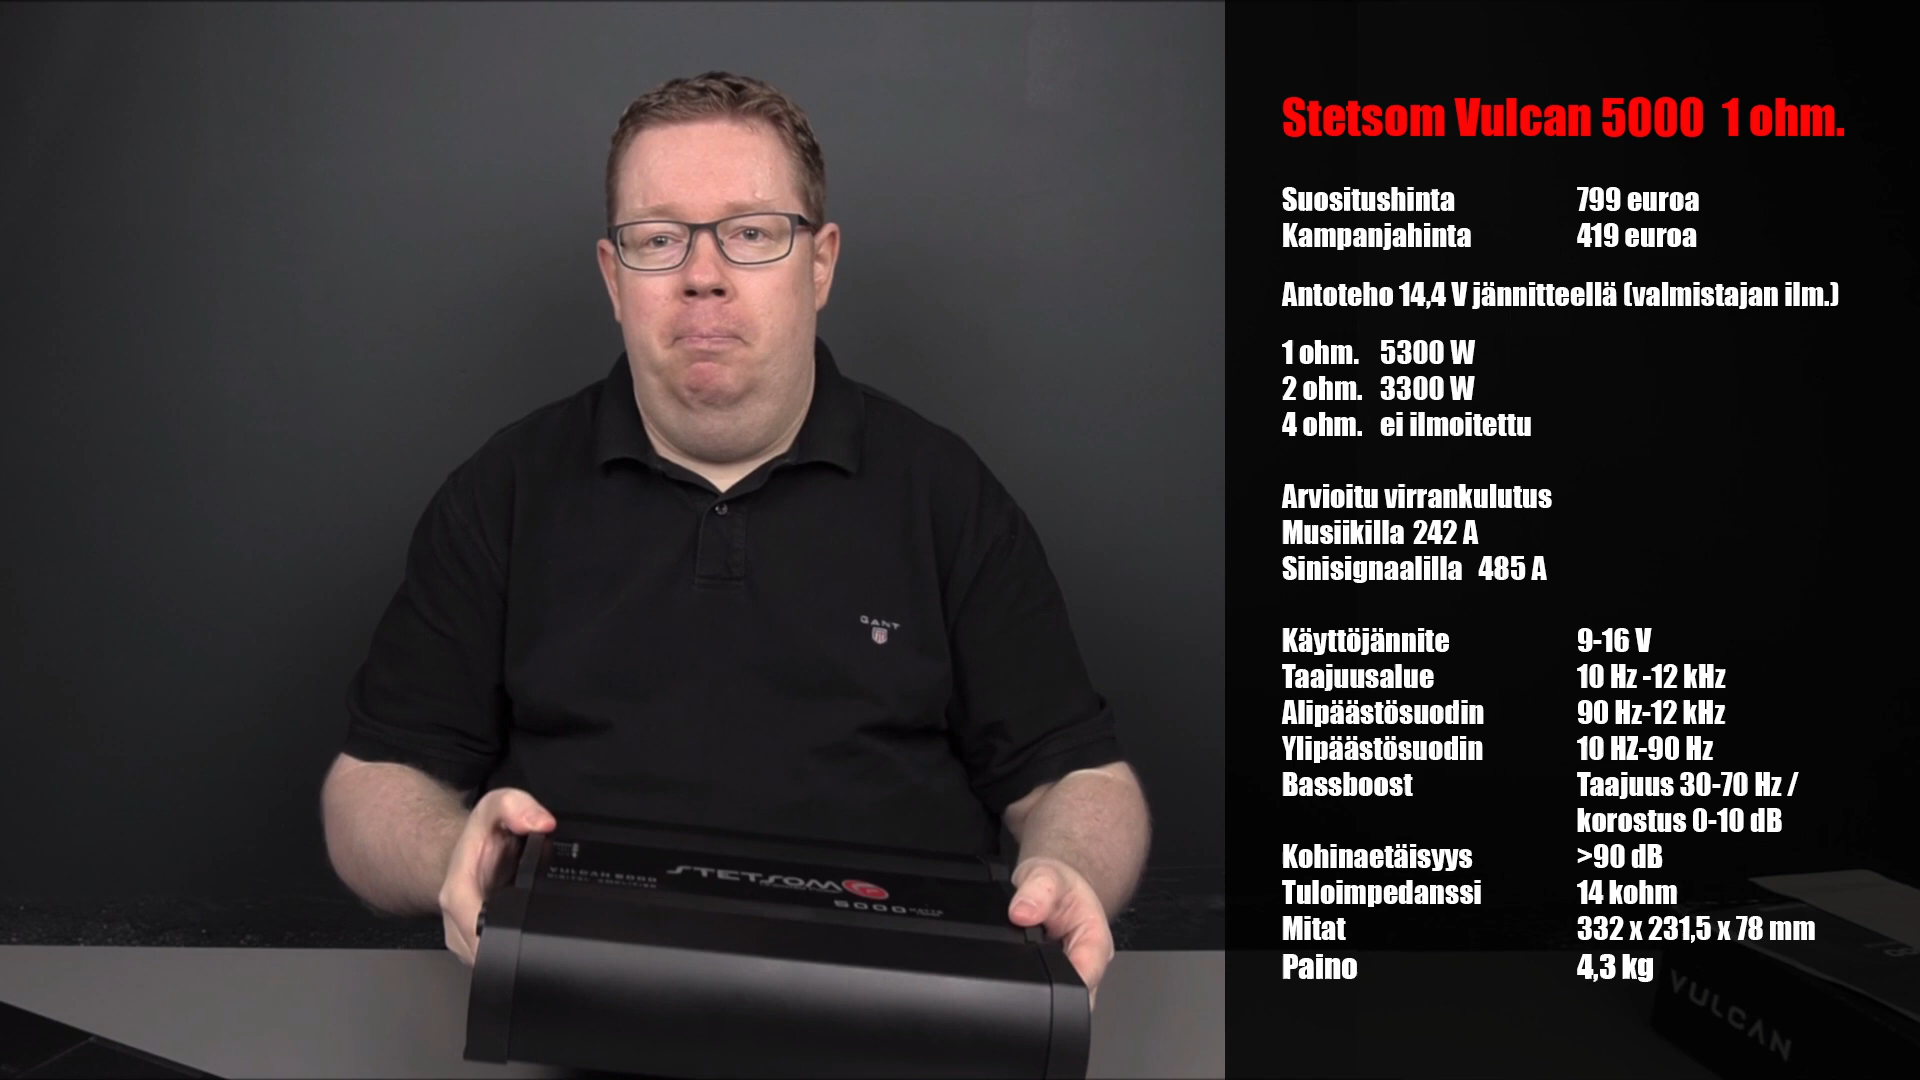 Stetsom Vulcan 5000 1 ohm.
Suositushinta 799 euroa
Kampanjahinta 419 euroa
Antoteho 14,4 V jännitteellä (valmistajan ilm.)
1 ohm. 5300 W
2 ohm. 3300 W
4 ohm. ei ilmoitettu
Arvioitu virrankulutus
Musiikilla 242 A
Sinisignaalilla 485 A
Käyttöjännite 9-16 V
Taajuusalue 10 Hz -12 kHz
Alipäästösuodin 90 Hz-12 kHz
Ylipäästösuodin 10 HZ-90 Hz
Bassboost Taajuus 30-70 Hz /
korostus 0-10 dB
Kohinaetäisyys >90 dB
Tuloimpedanssi 14 kohm
Mitat 332 x 231,5 x 78 mm
Paino 4,3 kg
GANT
VULCAN 5000
DIGITAL AMPLIFIER
STETSOM
5000 WATTS
VULCAN